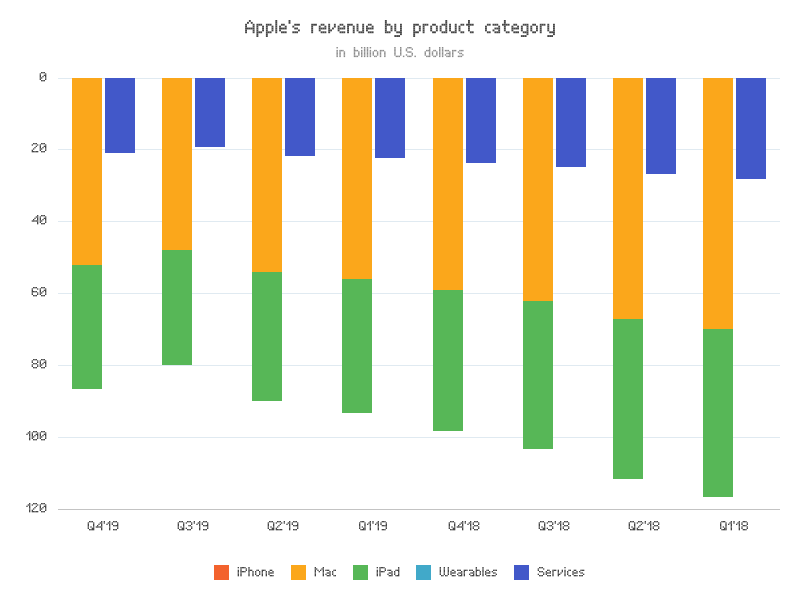 Apple's revenue by product category
in billion U.S. dollars
0
20
40
60
80
100
120
Q4'19 Q3'19 Q2'19 Q1'19 Q4'18 Q3'18 Q2'18 Q1'18
iPhone Mac iPad Wearables Services